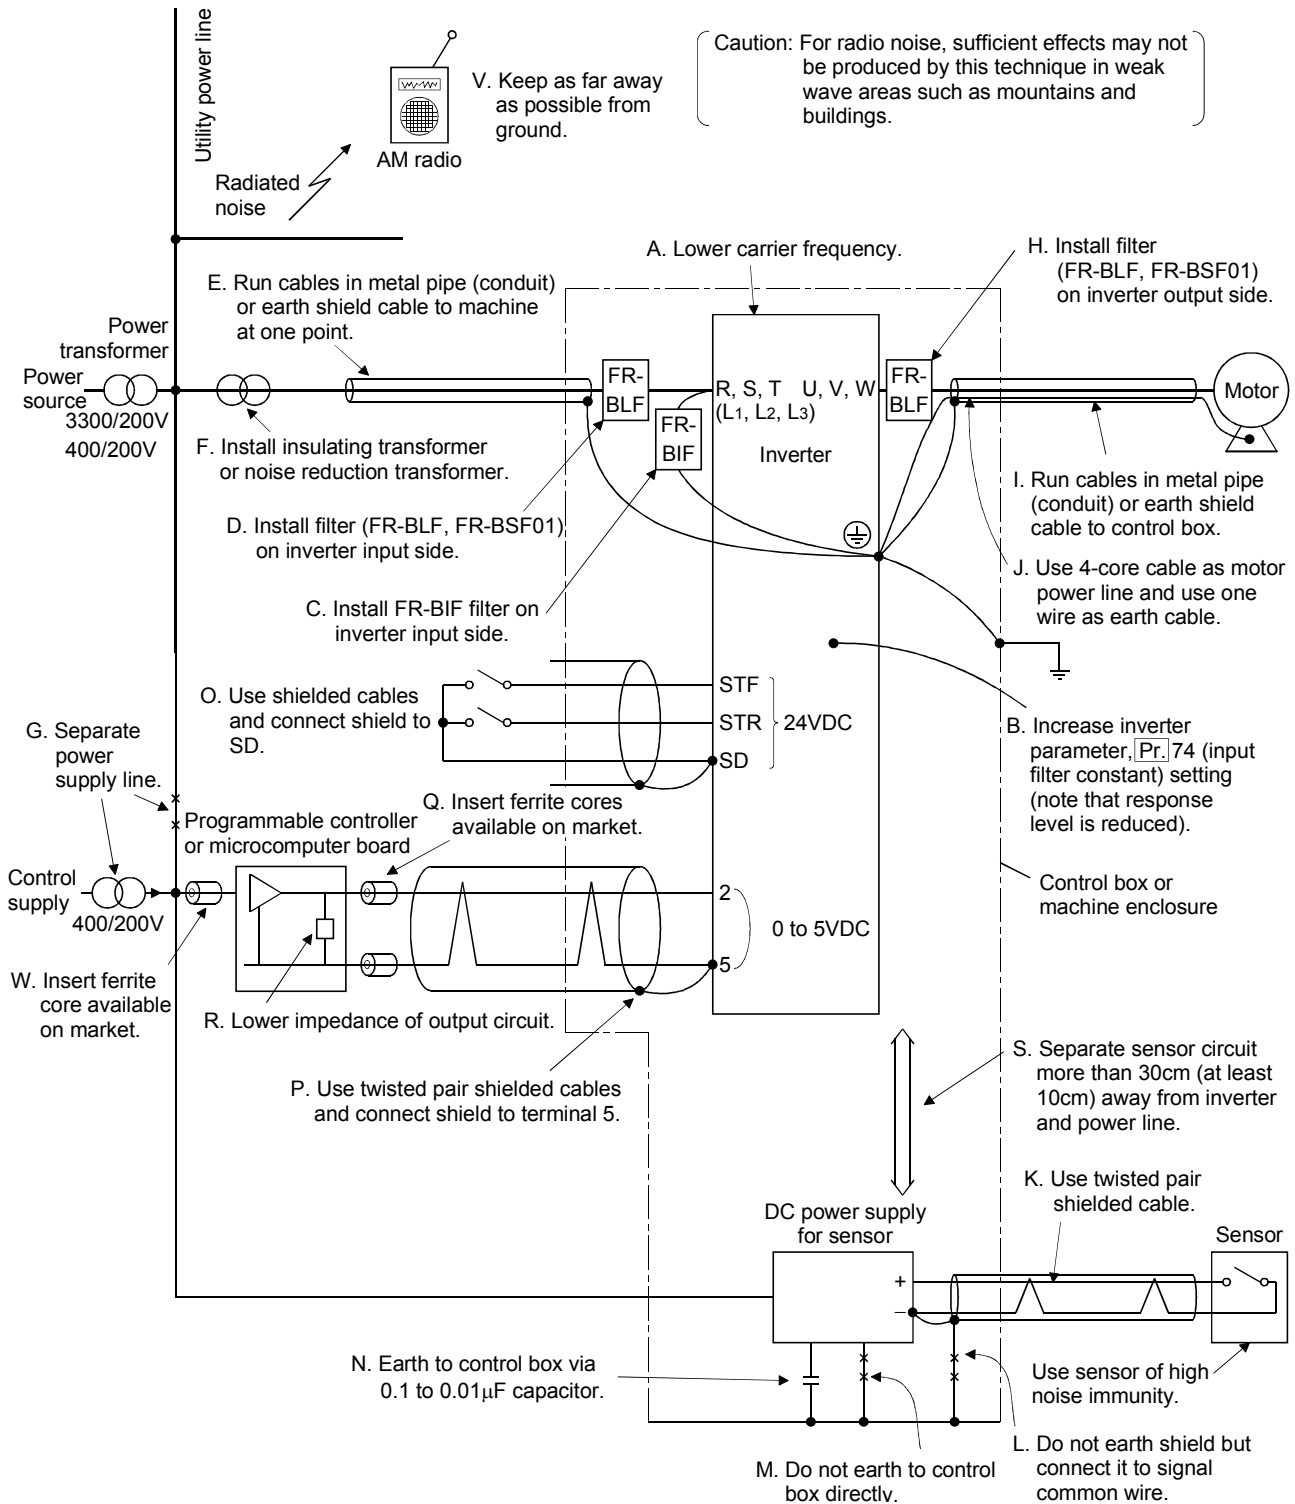 Utility power line
AM radio
V. Keep as far away
as possible from
ground.
Caution: For radio noise, sufficient effects may not
be produced by this technique in weak
wave areas such as mountains and
buildings.
Radiated
noise
A. Lower carrier frequency.
H. Install filter
(FR-BLF, FR-BSF01)
on inverter output side.
E. Run cables in metal pipe (conduit)
or earth shield cable to machine
at one point.
Power
transformer
Power
source
3300/200V
400/200V
FR-
BLF
R, S, T U, V, W
(L1, L2, L3)
Inverter
FR-
BLF
Motor
FR-
BIF
F. Install insulating transformer
or noise reduction transformer.
I. Run cables in metal pipe
(conduit) or earth shield
cable to control box.
D. Install filter (FR-BLF, FR-BSF01)
on inverter input side.
J. Use 4-core cable as motor
power line and use one
wire as earth cable.
C. Install FR-BIF filter on
inverter input side.
O. Use shielded cables
and connect shield to
SD.
STF
STR
SD
24VDC
G. Separate
power
supply line.
B. Increase inverter
parameter, Pr. 74 (input
filter constant) setting
(note that response
level is reduced).
Q. Insert ferrite cores
available on market.
Programmable controller
or microcomputer board
Control
supply
400/200V
2
0 to 5VDC
5
Control box or
machine enclosure
W. Insert ferrite
core available
on market.
R. Lower impedance of output circuit.
P. Use twisted pair shielded cables
and connect shield to terminal 5.
S. Separate sensor circuit
more than 30cm (at least
10cm) away from inverter
and power line.
K. Use twisted pair
shielded cable.
DC power supply
for sensor
+
−
Sensor
N. Earth to control box via
0.1 to 0.01μF capacitor.
Use sensor of high
noise immunity.
M. Do not earth to control
box directly.
L. Do not earth shield but
connect it to signal
common wire.